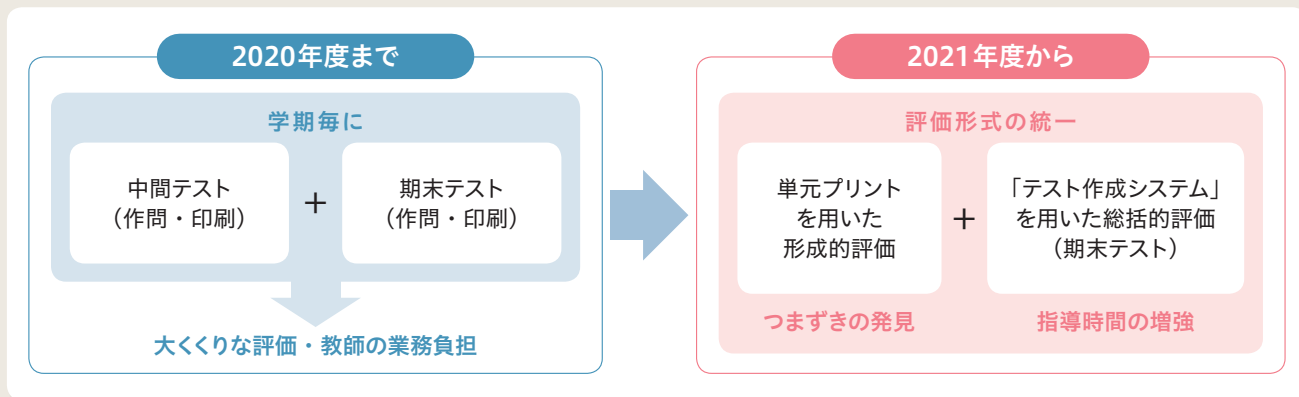 2020年度まで
学期毎に
中間テスト
（作問・印刷）
＋
期末テスト
（作問・印刷）
大くくりな評価・教師の業務負担
2021年度から
評価形式の統一
単元プリント
を用いた
形成的評価
＋
「テスト作成システム」
を用いた総括的評価
（期末テスト）
つまずきの発見
指導時間の増強